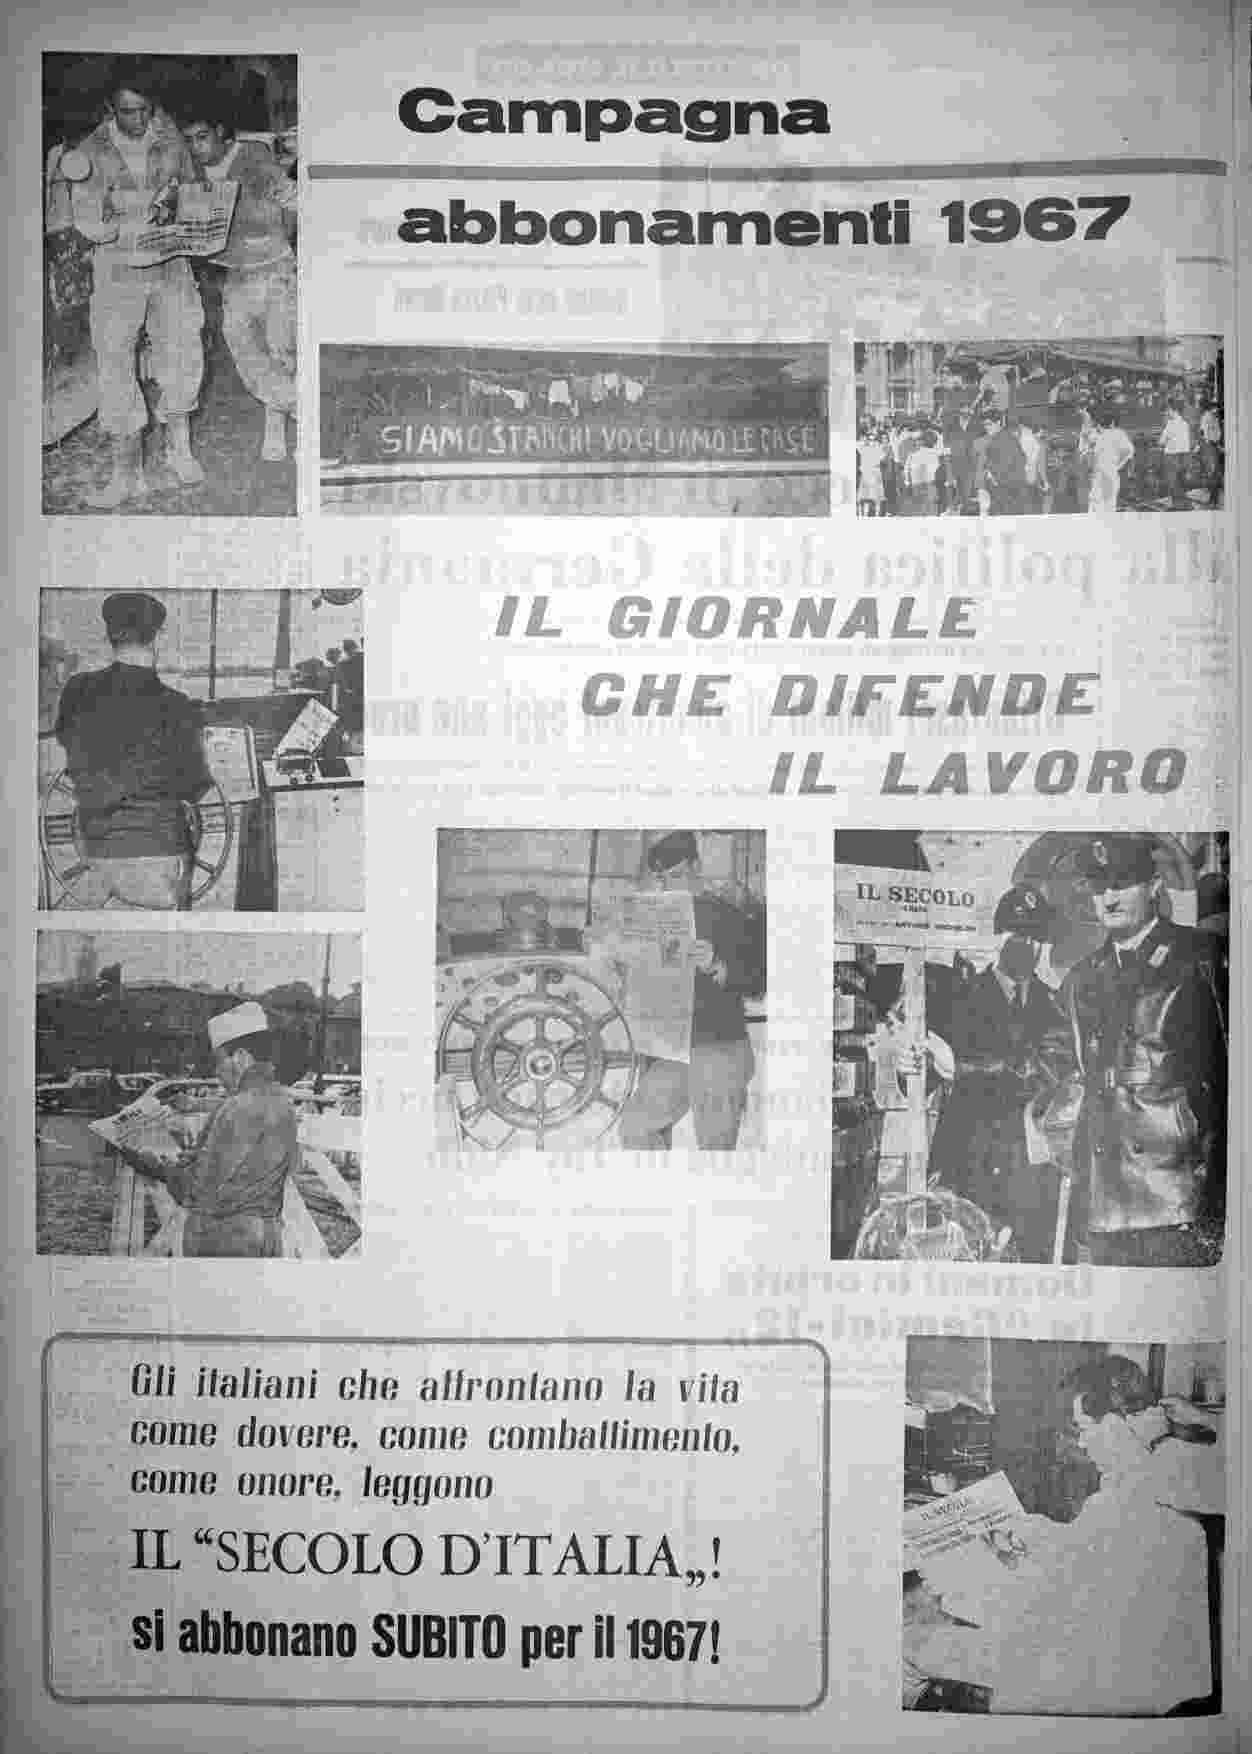 Campagna
abbonamenti 1967
SIAMO STANCHI VOGLIAMO LE CASE
IL GIORNALE
CHE DIFENDE
IL LAVORO
IL SECOLO
Gli italiani che affrontano la vita
come dovere, come combattimento,
come onore, leggono
IL “SECOLO D'ITALIA„!
si abbonano SUBITO per il 1967!